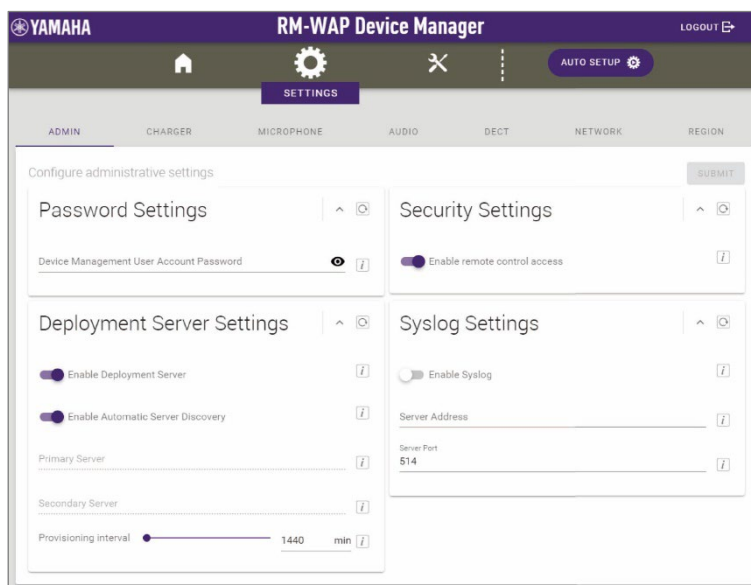 YAMAHA
RM-WAP Device Manager
LOGOUT
AUTO SETUP
SETTINGS
ADMIN CHARGER MICROPHONE AUDIO DECT NETWORK REGION
Configure administrative settings
SUBMIT
Password Settings
Device Management User Account Password
Security Settings
Enable remote control access
Deployment Server Settings
Enable Deployment Server
Enable Automatic Server Discovery
Primary Server
Secondary Server
Provisioning interval 1440 min
Syslog Settings
Enable Syslog
Server Address
Server Port
514